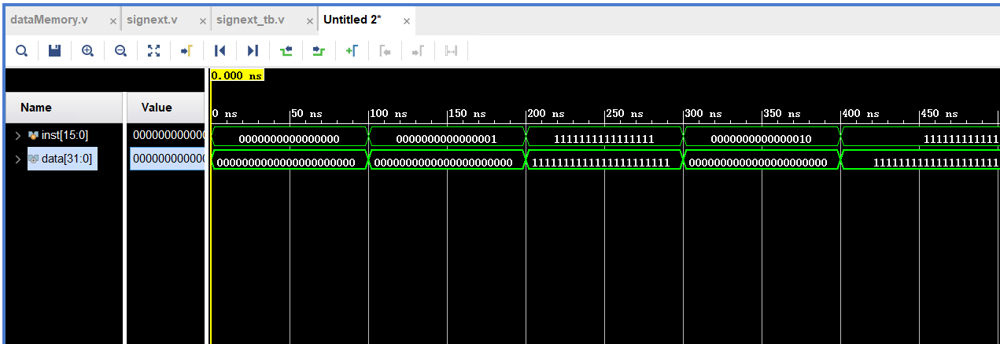 dataMemory.v × signext.v × signext_tb.v × Untitled 2* ×
0.000 ns
Name Value
0 ns 50 ns 100 ns 150 ns 200 ns 250 ns 300 ns 350 ns 400 ns 450 ns
inst[15:0] 000000000000 0000000000000000 0000000000000001 1111111111111111 0000000000000010 111111111111
data[31:0] 000000000000 0000000000000000000000 0000000000000000000000 1111111111111111111111 0000000000000000000000 11111111111111111111